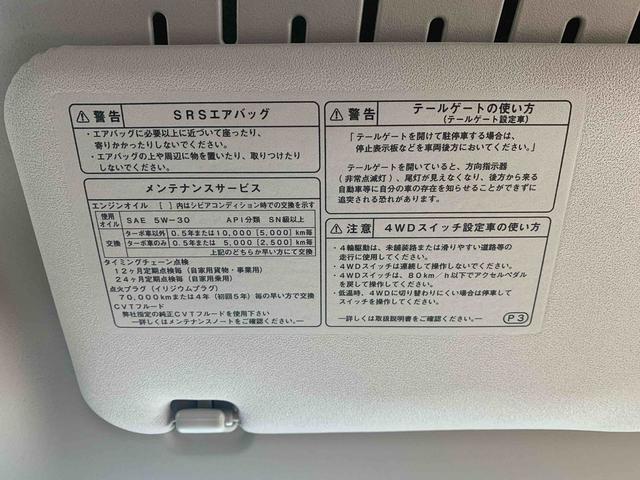 警告 SRSエアバッグ
・エアバッグに必要以上に近づいて座ったり、
寄りかかったりしないでください。
・エアバッグの上や周辺に物を置いたり、取りつけたり
しないでください。
メンテナンスサービス
エンジンオイル [ ]内はシビアコンディション時での交換を示す
使用オイル SAE 5W-30 API分類 SN級以上
交換 ターボ車以外 0.5年または10,000[5,000]km毎
ターボ車のみ 0.5年または 5,000[2,500]km毎
上記のどちらか早い方にて交換
タイミングチェーン点検
12ヶ月定期点検毎(自家用貨物・事業用)
24ヶ月定期点検毎(自家用乗用)
点火プラグ(イリジウムプラグ)
70,000kmまたは4年(初回5年)毎の早い方で交換
CVTフルード
弊社指定の純正CVTフルードを使用下さい
―詳しくはメンテナンスノートをご確認ください。―
警告 テールゲートの使い方
(テールゲート設定車)
「テールゲートを開けて駐停車する場合は、
停止表示板などを車両後方においてください。」
テールゲートを開いていると、方向指示器
(非常点滅灯)、尾灯が見えなくなり、後方から来る
自動車等に自分の車の存在を知らせることができずに
追突される恐れがあります。
注意 4WDスイッチ設定車の使い方
・4輪駆動は、未舗装路または滑りやすい道路等の
走行に使用してください。
・4WDスイッチは連続して操作しないでください。
・4WDスイッチは、80km/h以下でアクセルペダル
を戻して操作してください。
・低温時、4WDに切り替わりにくい場合は停車して
スイッチを操作してください。
―詳しくは取扱説明書をご確認ください。―
P3